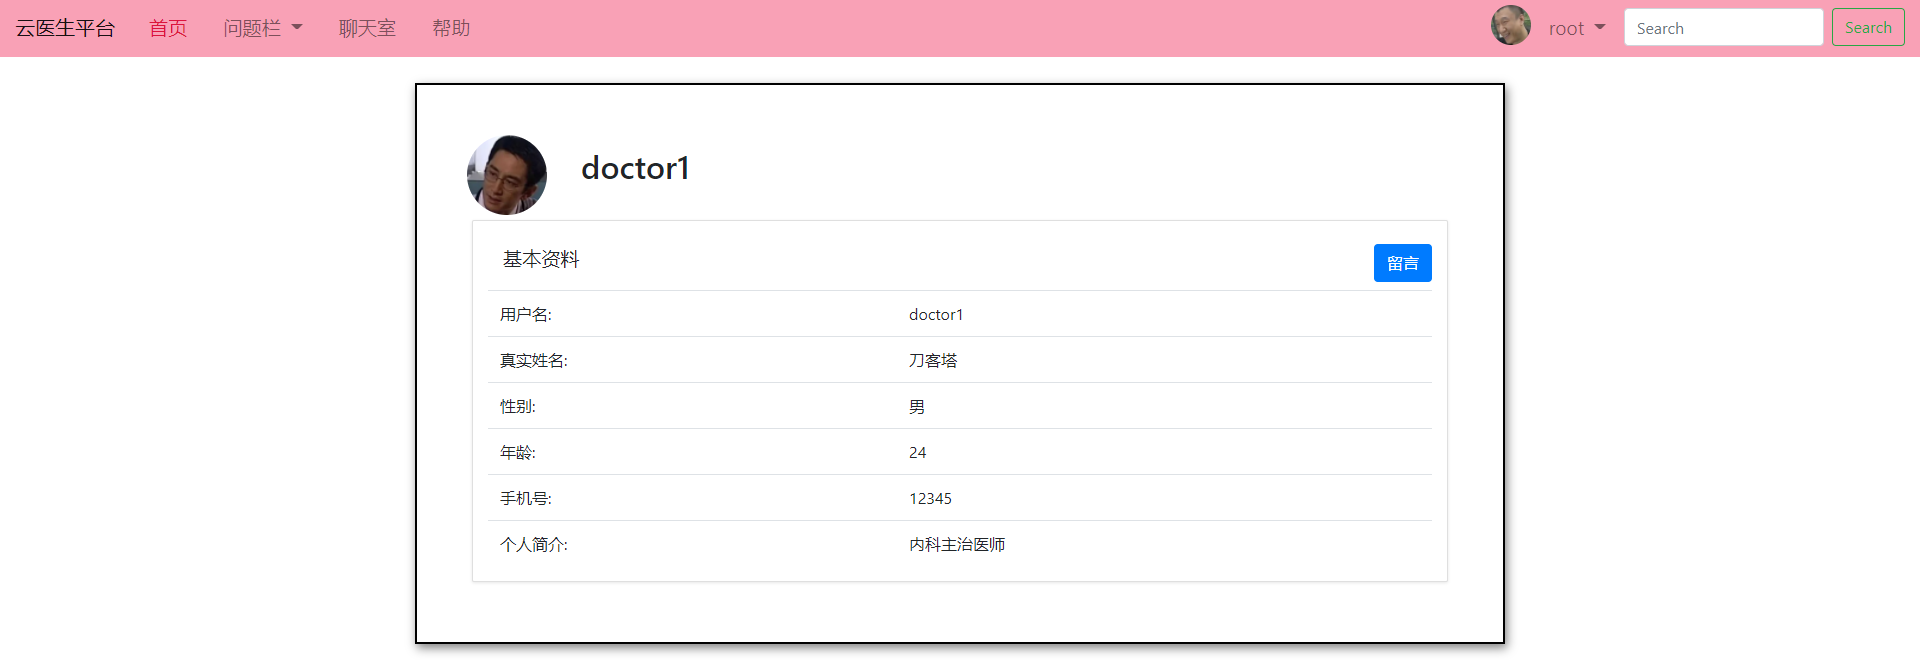 云医生平台 首页 问题栏 聊天室 帮助 root Search Search
doctor1
基本资料 留言
用户名: doctor1
真实姓名: 刀客塔
性别: 男
年龄: 24
手机号: 12345
个人简介: 内科主治医师